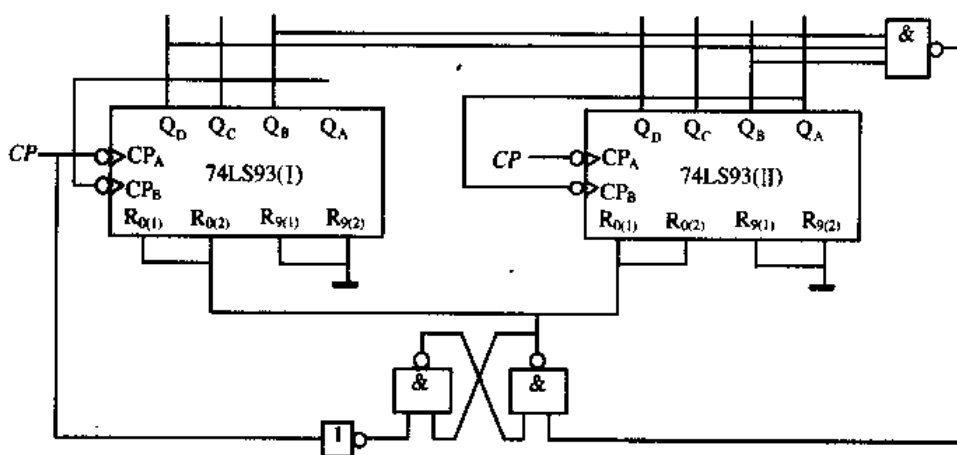 &
Q_D Q_C Q_B Q_A
Q_D Q_C Q_B Q_A
CP
CP_A
74LS93(I)
CP_B
R_0(1) R_0(2) R_9(1) R_9(2)
CP
CP_A
74LS93(II)
CP_B
R_0(1) R_0(2) R_9(1) R_9(2)
&
&
1